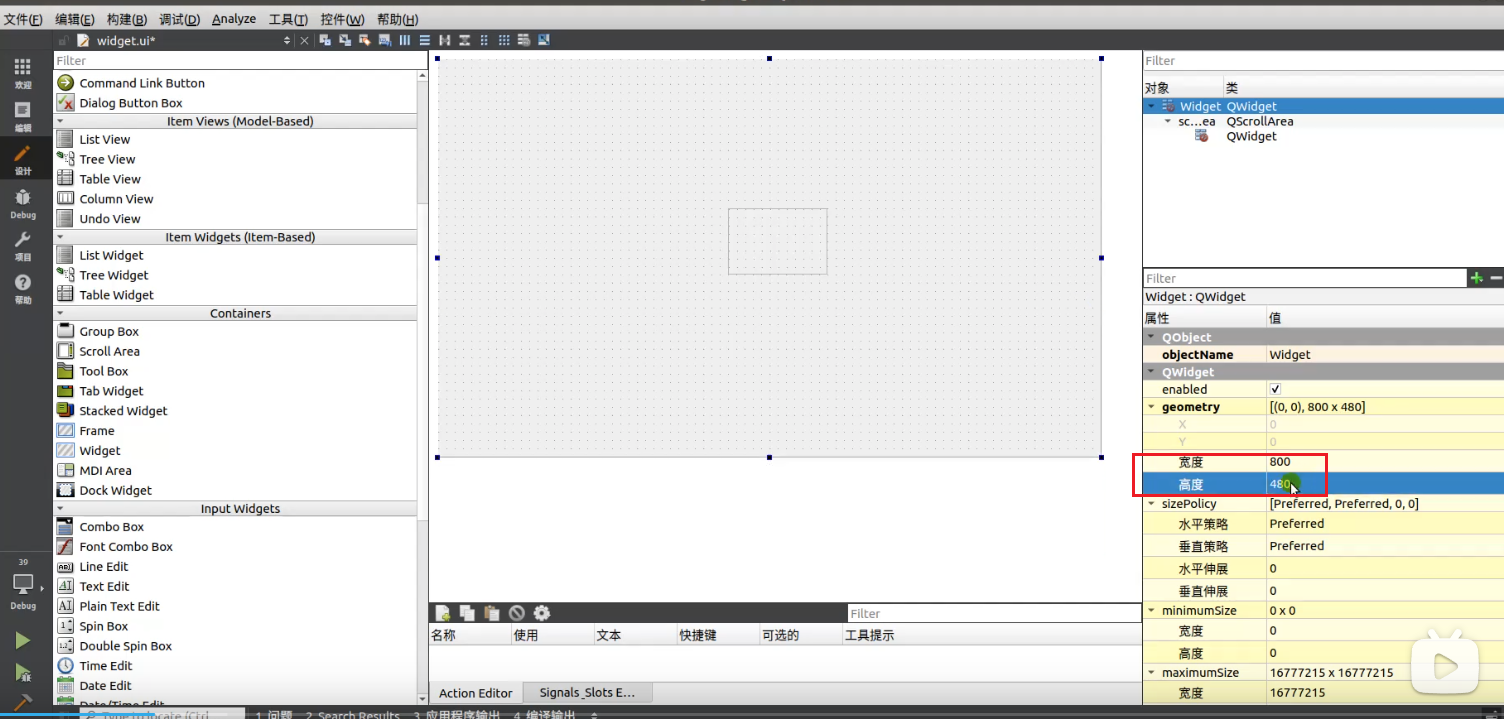 文件(F) 编辑(E) 构建(B) 调试(D) Analyze 工具(T) 控件(W) 帮助(H)
widget.ui*
欢迎
编辑
设计
Debug
项目
帮助
39
Debug
Filter
Command Link Button
Dialog Button Box
Item Views (Model-Based)
List View
Tree View
Table View
Column View
Undo View
Item Widgets (Item-Based)
List Widget
Tree Widget
Table Widget
Containers
Group Box
Scroll Area
Tool Box
Tab Widget
Stacked Widget
Frame
Widget
MDI Area
Dock Widget
Input Widgets
Combo Box
Font Combo Box
Line Edit
Text Edit
Plain Text Edit
Spin Box
Double Spin Box
Time Edit
Date Edit
Date/Time Edit
Filter
名称 使用 文本 快捷键 可选的 工具提示
Action Editor Signals_Slots E...
Filter
对象 类
Widget QWidget
sc...ea QScrollArea
QWidget
Filter
Widget : QWidget
属性 值
QObject
objectName Widget
QWidget
enabled
geometry [(0, 0), 800 x 480]
X 0
Y 0
宽度 800
高度 480
sizePolicy [Preferred, Preferred, 0, 0]
水平策略 Preferred
垂直策略 Preferred
水平伸展 0
垂直伸展 0
minimumSize 0 x 0
宽度 0
高度 0
maximumSize 16777215 x 16777215
宽度 16777215
Type to locate (Ctrl 1 问题 2 Search Results 3 应用程序输出 4 编译输出